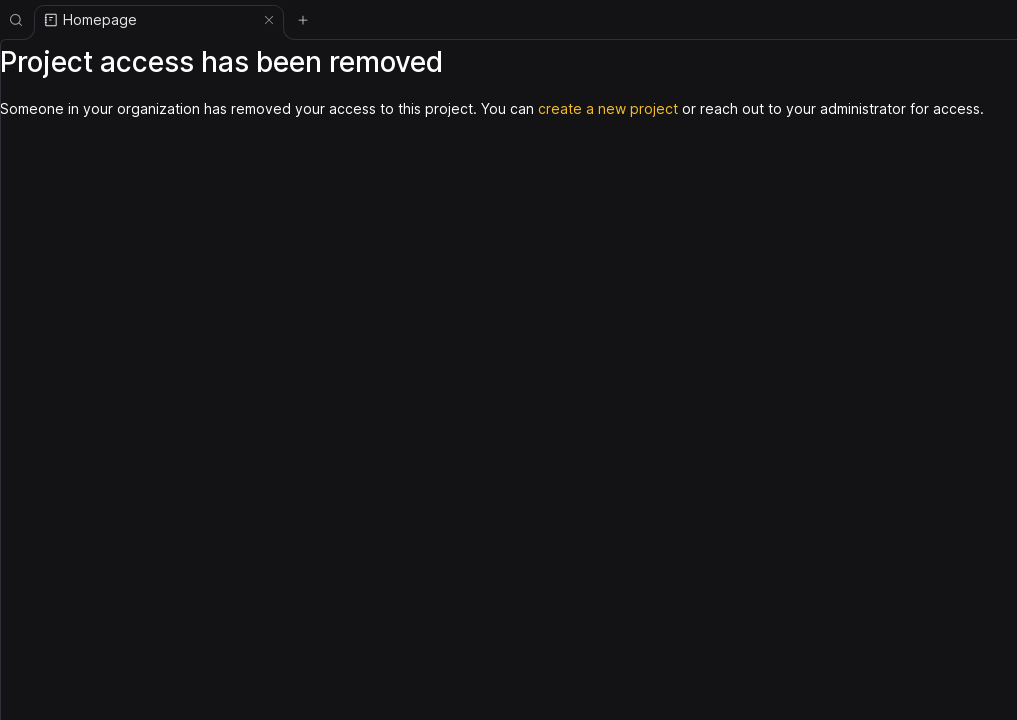 Homepage
Project access has been removed
Someone in your organization has removed your access to this project. You can create a new project or reach out to your administrator for access.